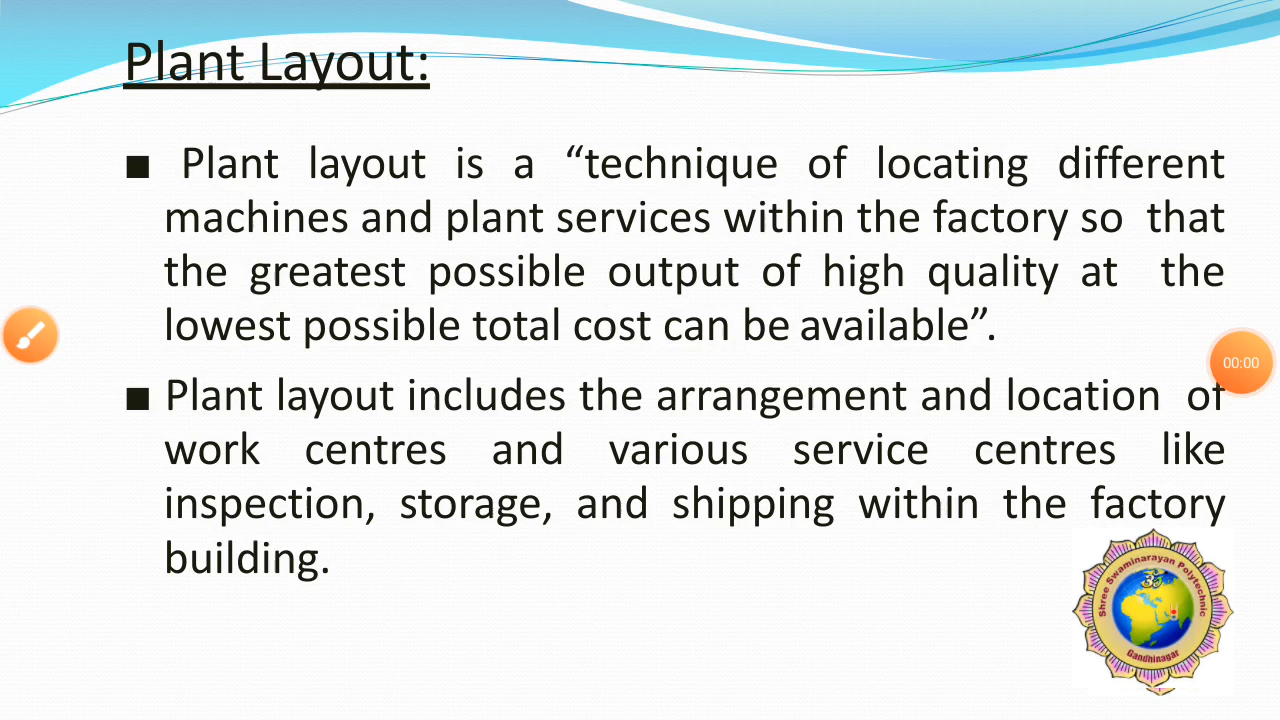 Plant Layout:
■ Plant layout is a “technique of locating different
machines and plant services within the factory so that
the greatest possible output of high quality at the
lowest possible total cost can be available”.
■ Plant layout includes the arrangement and location of
work centres and various service centres like
inspection, storage, and shipping within the factory
building.
00:00
Shree Swaminarayan Polytechnic
ૐ
Gandhinagar